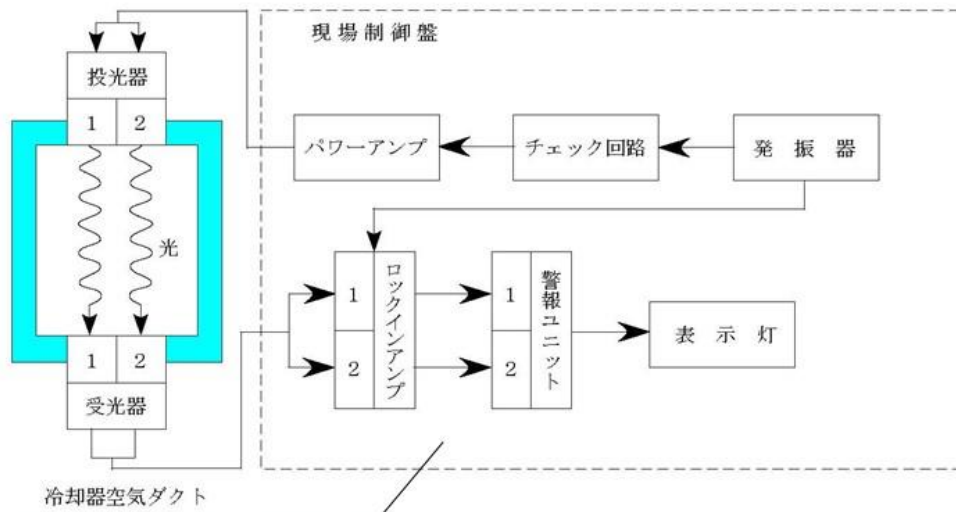 現場制御盤
投光器
1 2
パワーアンプ
チェック回路
発振器
光
1
2
ロックインアンプ
1
2
警報ユニット
表示灯
1 2
受光器
冷却器空気ダクト